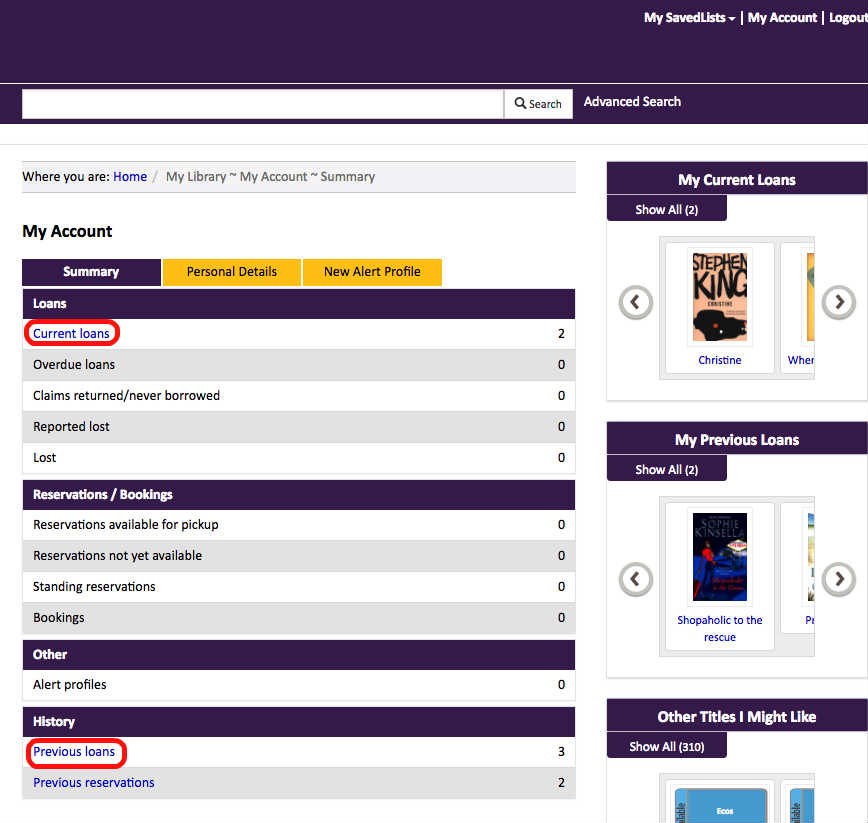 My SavedLists | My Account | Logout
Search
Advanced Search
Where you are: Home / My Library ~ My Account ~ Summary
My Account
Summary
Personal Details
New Alert Profile
Loans
Current loans 2
Overdue loans 0
Claims returned/never borrowed 0
Reported lost 0
Lost 0
Reservations / Bookings
Reservations available for pickup 0
Reservations not yet available 0
Standing reservations 0
Bookings 0
Other
Alert profiles 0
History
Previous loans 3
Previous reservations 2
My Current Loans
Show All (2)
STEPHEN
KING
CHRISTINE
Christine
When
My Previous Loans
Show All (2)
SOPHIE
KINSELLA
Shopaholic to the
rescue
Pr
Other Titles I Might Like
Show All (310)
Ecos